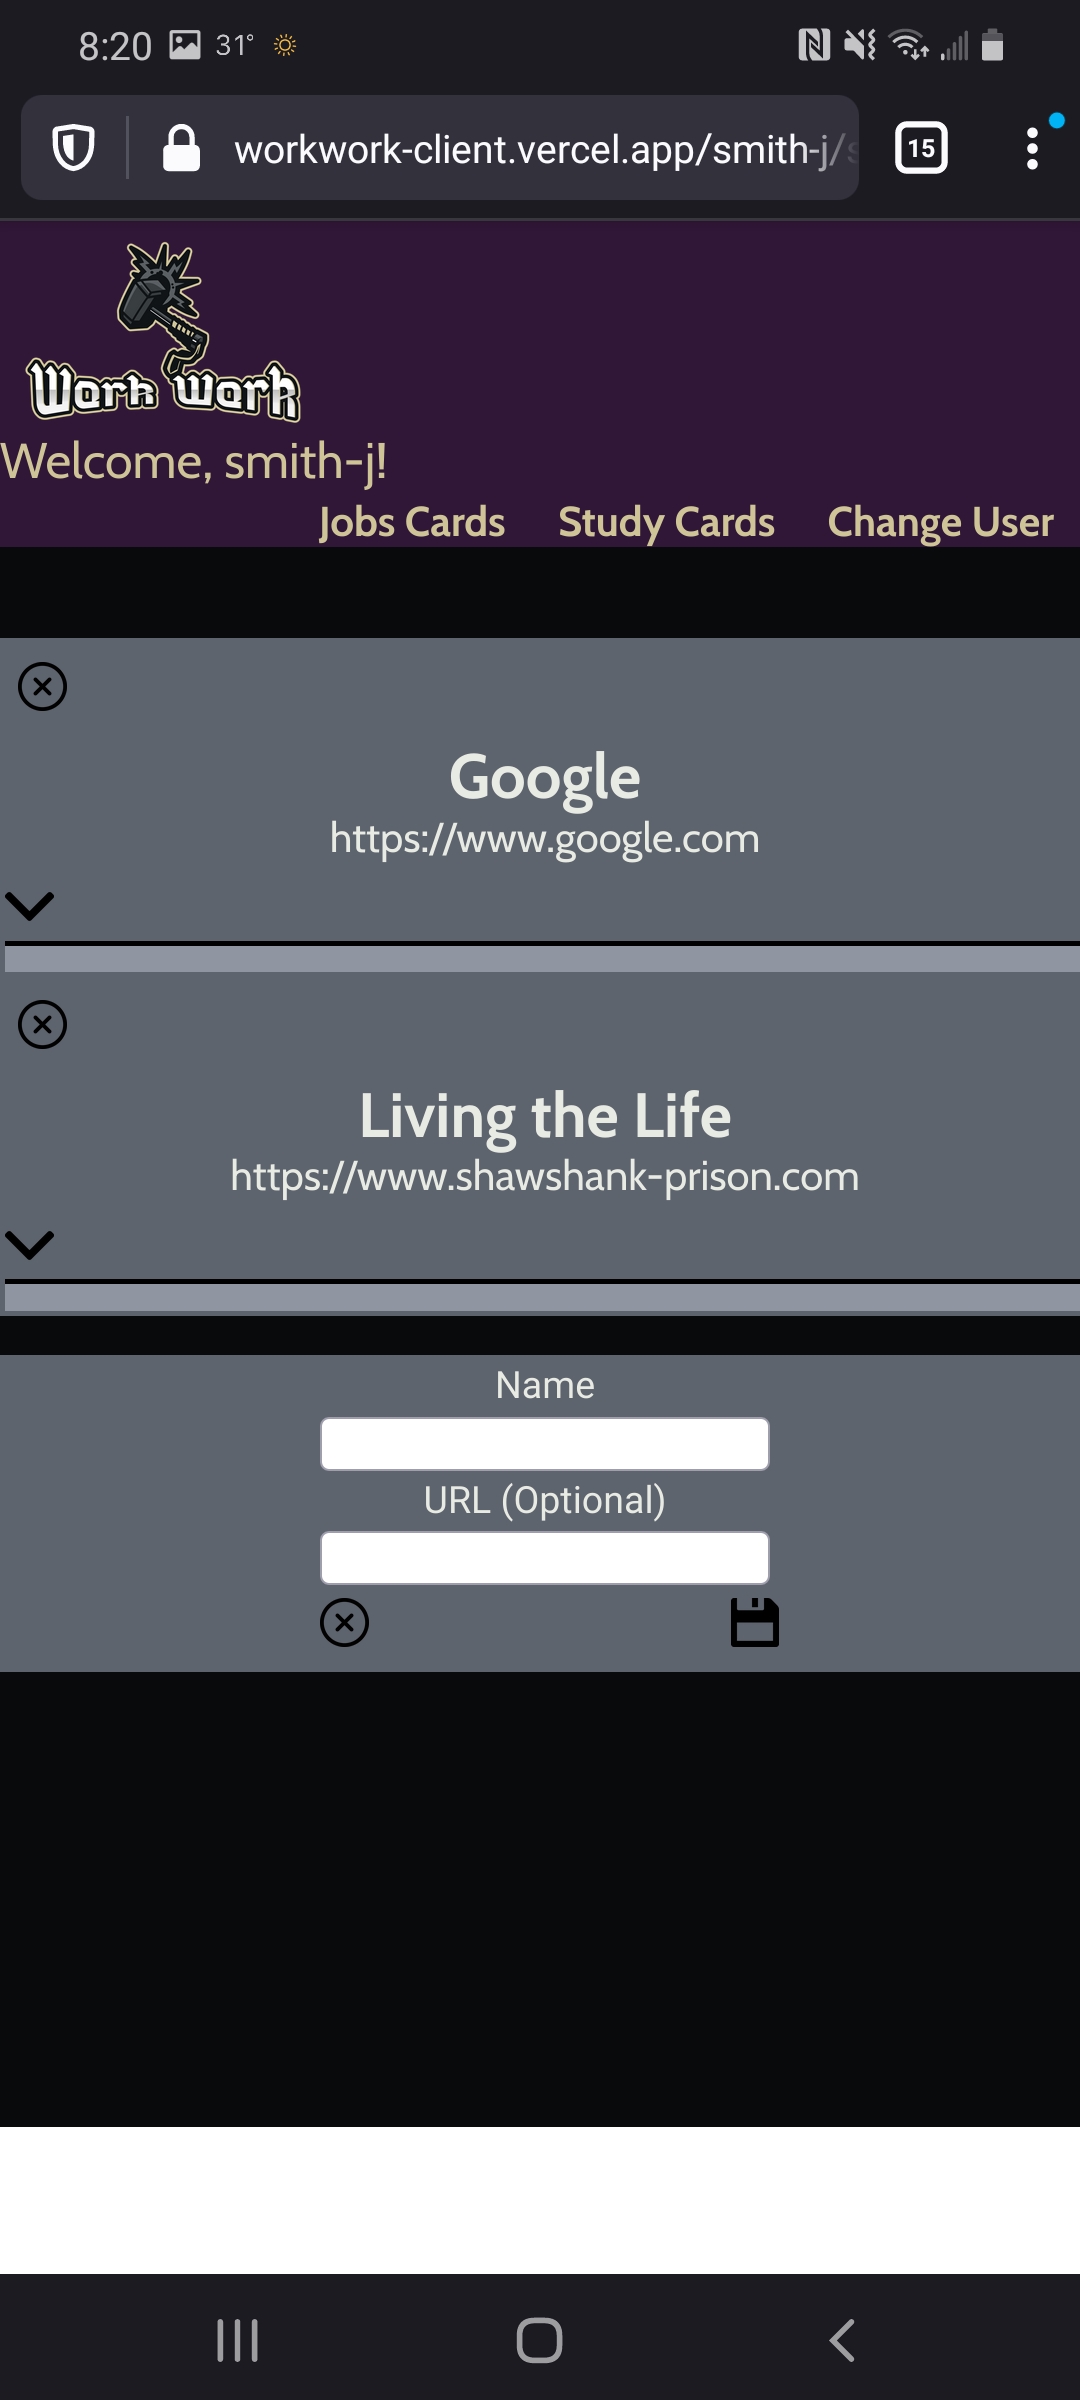 8:20 31°
workwork-client.vercel.app/smith-j/s
15
Work Work
Welcome, smith-j!
Jobs Cards Study Cards Change User
Google
https://www.google.com
Living the Life
https://www.shawshank-prison.com
Name
URL (Optional)